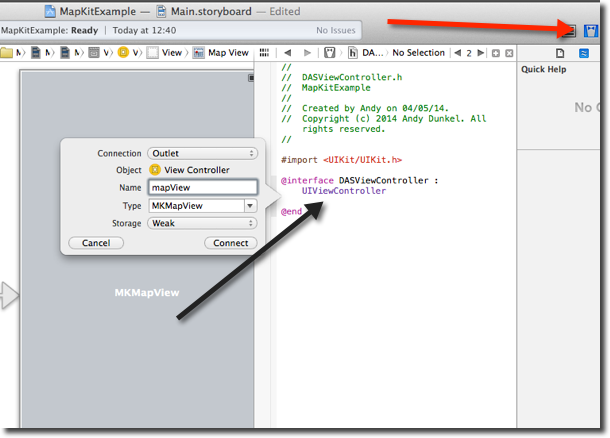 MapKitExample — Main.storyboard — Edited
MapKitExample: Ready | Today at 12:40
No Issues
View
Map View
DA...
No Selection
2
//
//  DASViewController.h
//  MapKitExample
//
//  Created by Andy on 04/05/14.
//  Copyright (c) 2014 Andy Dunkel. All
rights reserved.
//
#import <UIKit/UIKit.h>
@interface DASViewController :
UIViewController
@end
Quick Help
No
Connection
Outlet
Object
View Controller
Name
mapView
Type
MKMapView
Storage
Weak
Cancel
Connect
MKMapView